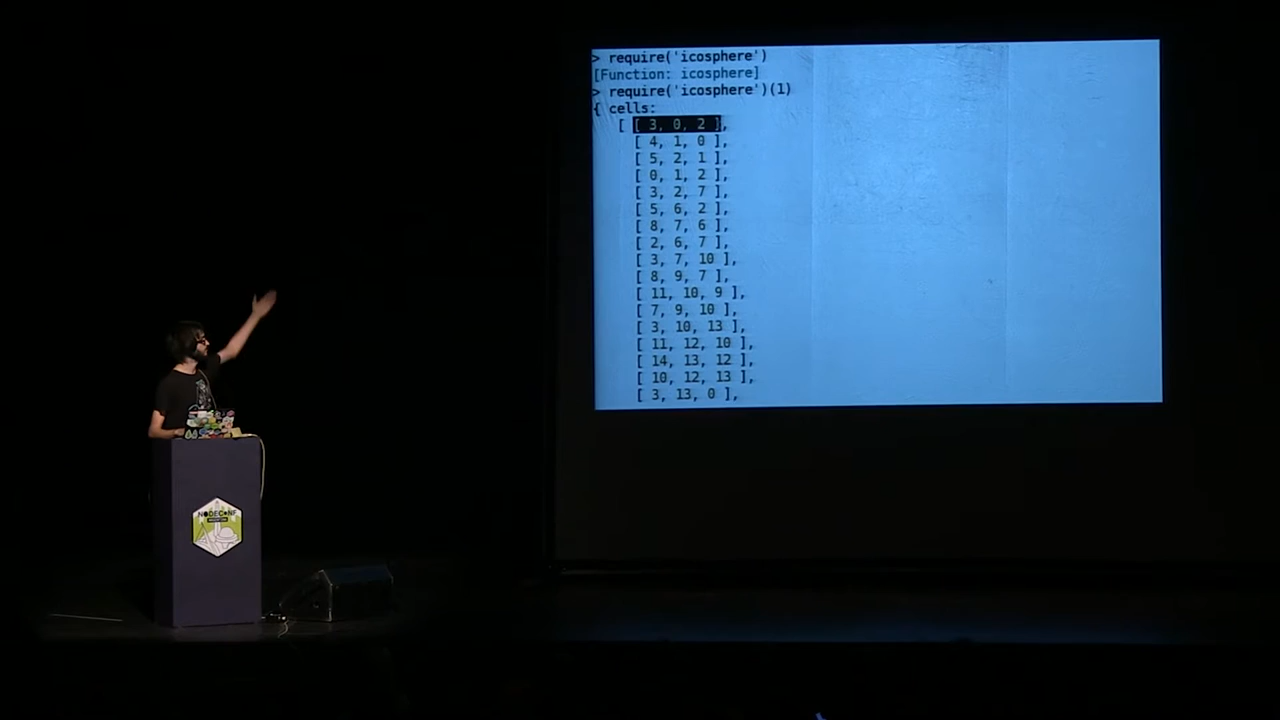 > require('icosphere')
[Function: icosphere]
> require('icosphere')(1)
{ cells:
[ [ 3, 0, 2 ],
[ 4, 1, 0 ],
[ 5, 2, 1 ],
[ 0, 1, 2 ],
[ 3, 2, 7 ],
[ 5, 6, 2 ],
[ 8, 7, 6 ],
[ 2, 6, 7 ],
[ 3, 7, 10 ],
[ 8, 9, 7 ],
[ 11, 10, 9 ],
[ 7, 9, 10 ],
[ 3, 10, 13 ],
[ 11, 12, 10 ],
[ 14, 13, 12 ],
[ 10, 12, 13 ],
[ 3, 13, 0 ],
NODECONF